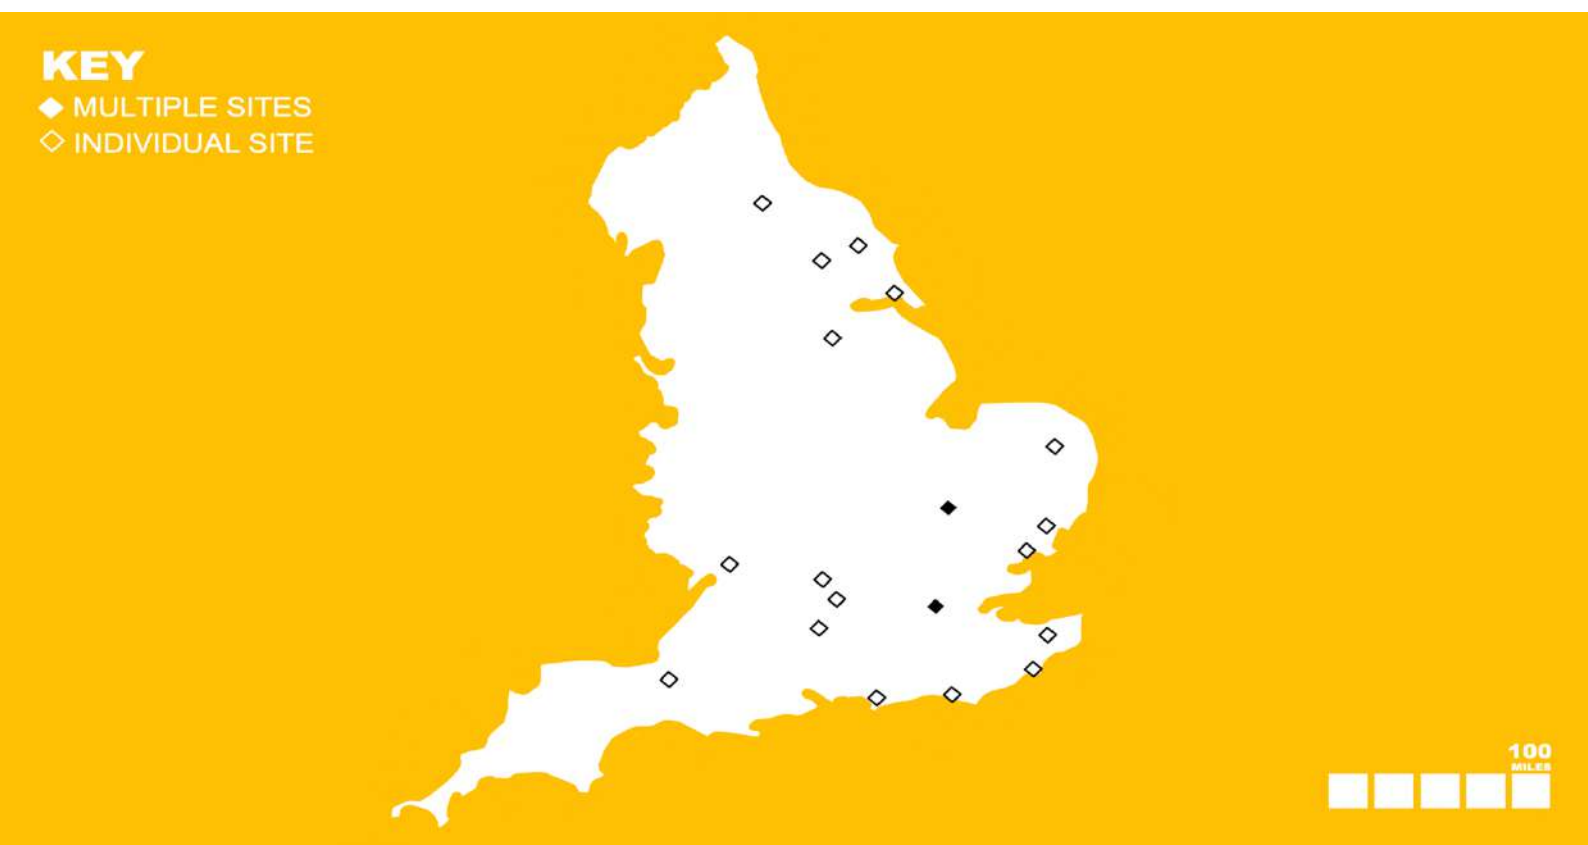 KEY
MULTIPLE SITES
INDIVIDUAL SITE
100
MILES